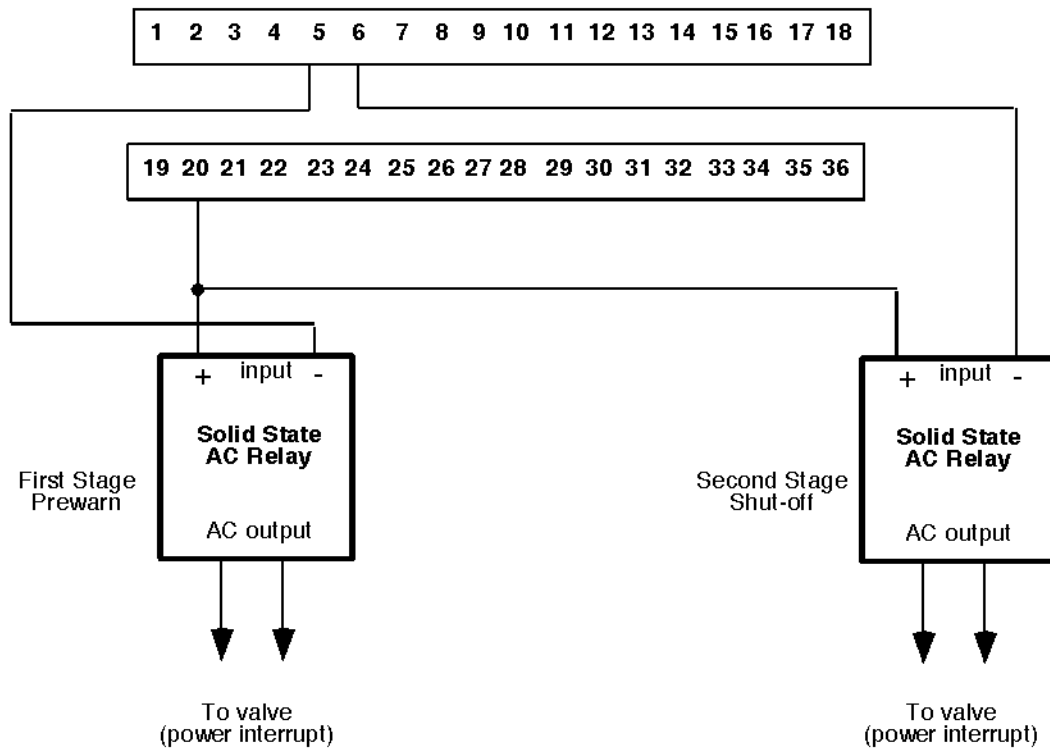 1 2 3 4 5 6 7 8 9 10 11 12 13 14 15 16 17 18
19 20 21 22 23 24 25 26 27 28 29 30 31 32 33 34 35 36
+ input -
Solid State
AC Relay
First Stage
Prewarn
AC output
To valve
(power interrupt)
+ input -
Solid State
AC Relay
Second Stage
Shut-off
AC output
To valve
(power interrupt)